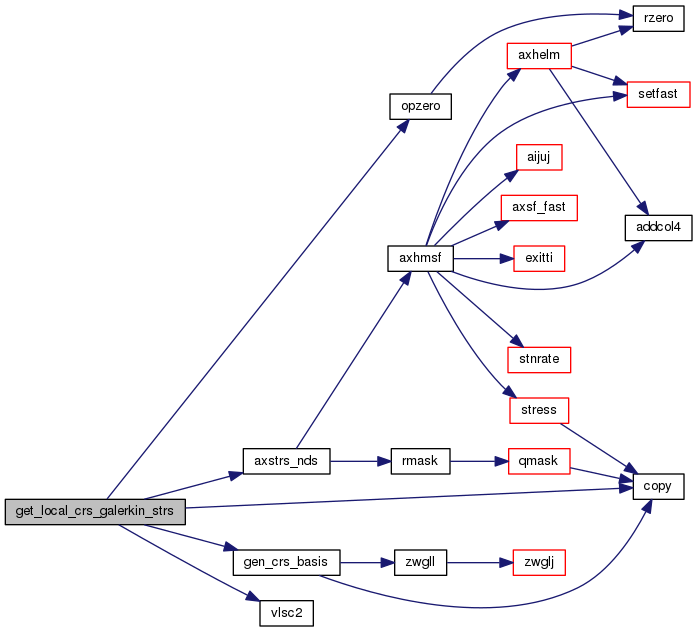 rzero
axhelm
setfast
opzero
aijuj
axsf_fast
addcol4
axhmsf
exitti
stnrate
stress
axstrs_nds
rmask
qmask
copy
get_local_crs_galerkin_strs
gen_crs_basis
zwgll
zwglj
vlsc2